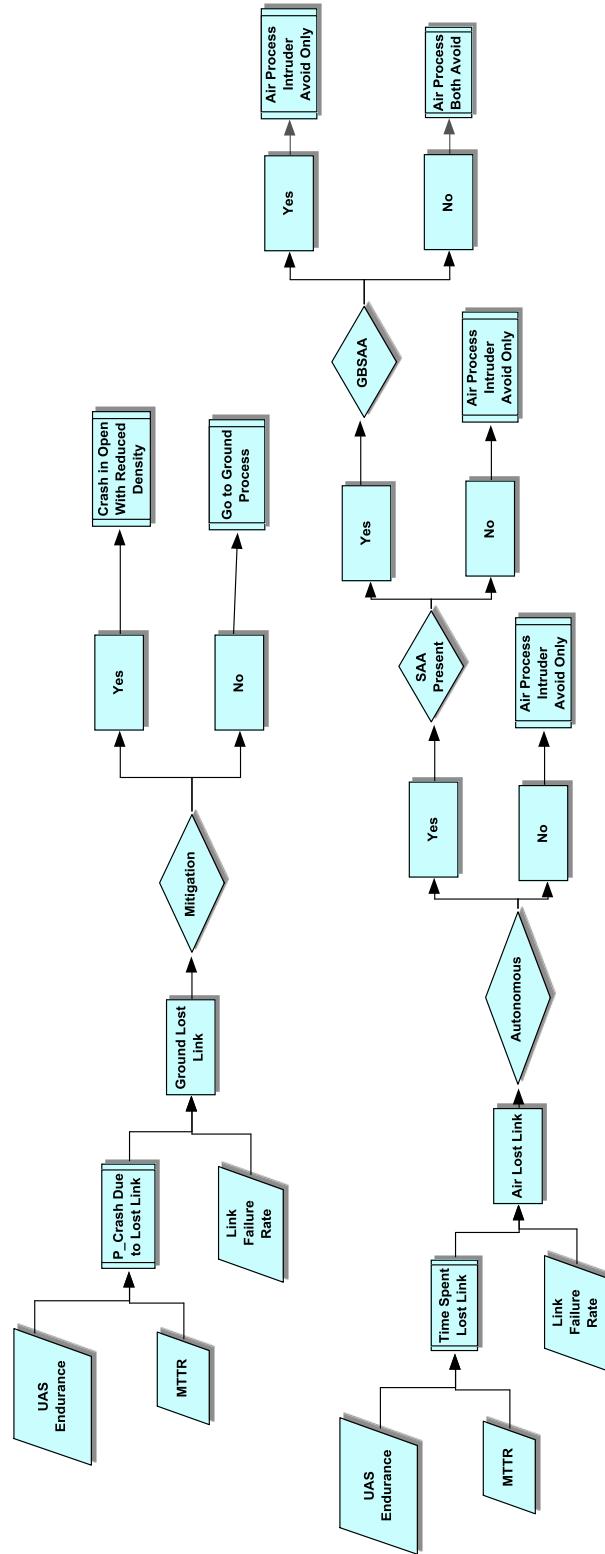 UAS
Endurance
MTTR
P_Crash Due
to Lost Link
Link
Failure
Rate
Ground Lost
Link
Mitigation
Yes
No
Crash in Open
With Reduced
Density
Go to Ground
Process
UAS
Endurance
MTTR
Time Spent
Lost Link
Link
Failure
Rate
Air Lost Link
Autonomous
Yes
No
Air Process
Intruder
Avoid Only
SAA
Present
Yes
No
Air Process
Intruder
Avoid Only
GBSAA
Yes
No
Air Process
Intruder
Avoid Only
Air Process
Both Avoid